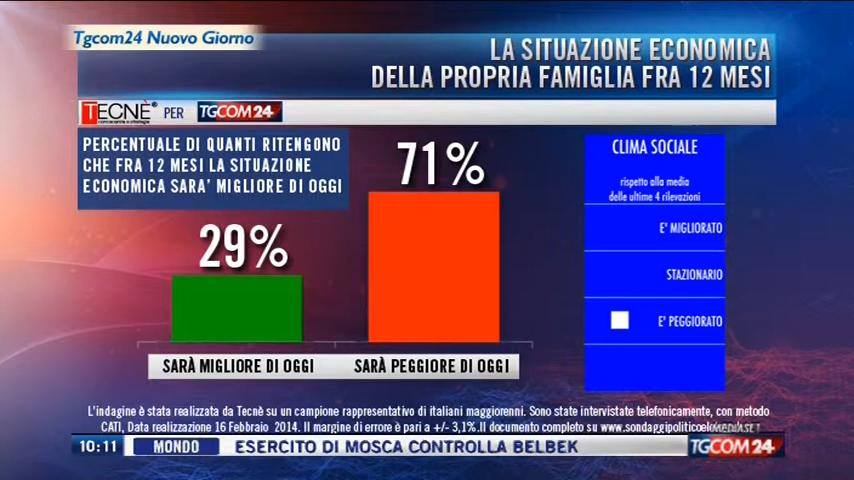 Tgcom24 Nuovo Giorno
LA SITUAZIONE ECONOMICA
DELLA PROPRIA FAMIGLIA FRA 12 MESI
TECNÈ® PER TGCOM24
PERCENTUALE DI QUANTI RITENGONO
CHE FRA 12 MESI LA SITUAZIONE
ECONOMICA SARA' MIGLIORE DI OGGI
29%
71%
SARÀ MIGLIORE DI OGGI
SARÀ PEGGIORE DI OGGI
CLIMA SOCIALE
rispetto alla media
delle ultime 4 rilevazioni
E' MIGLIORATO
STAZIONARIO
E' PEGGIORATO
L'indagine è stata realizzata da Tecnè su un campione rappresentativo di italiani maggiorenni. Sono state intervistate telefonicamente, con metodo
CATI, Data realizzazione 16 Febbraio 2014. Il margine di errore è pari a +/- 3,1%.Il documento completo su
MEDIASET
10:11 MONDO ESERCITO DI MOSCA CONTROLLA BELBEK TGCOM24